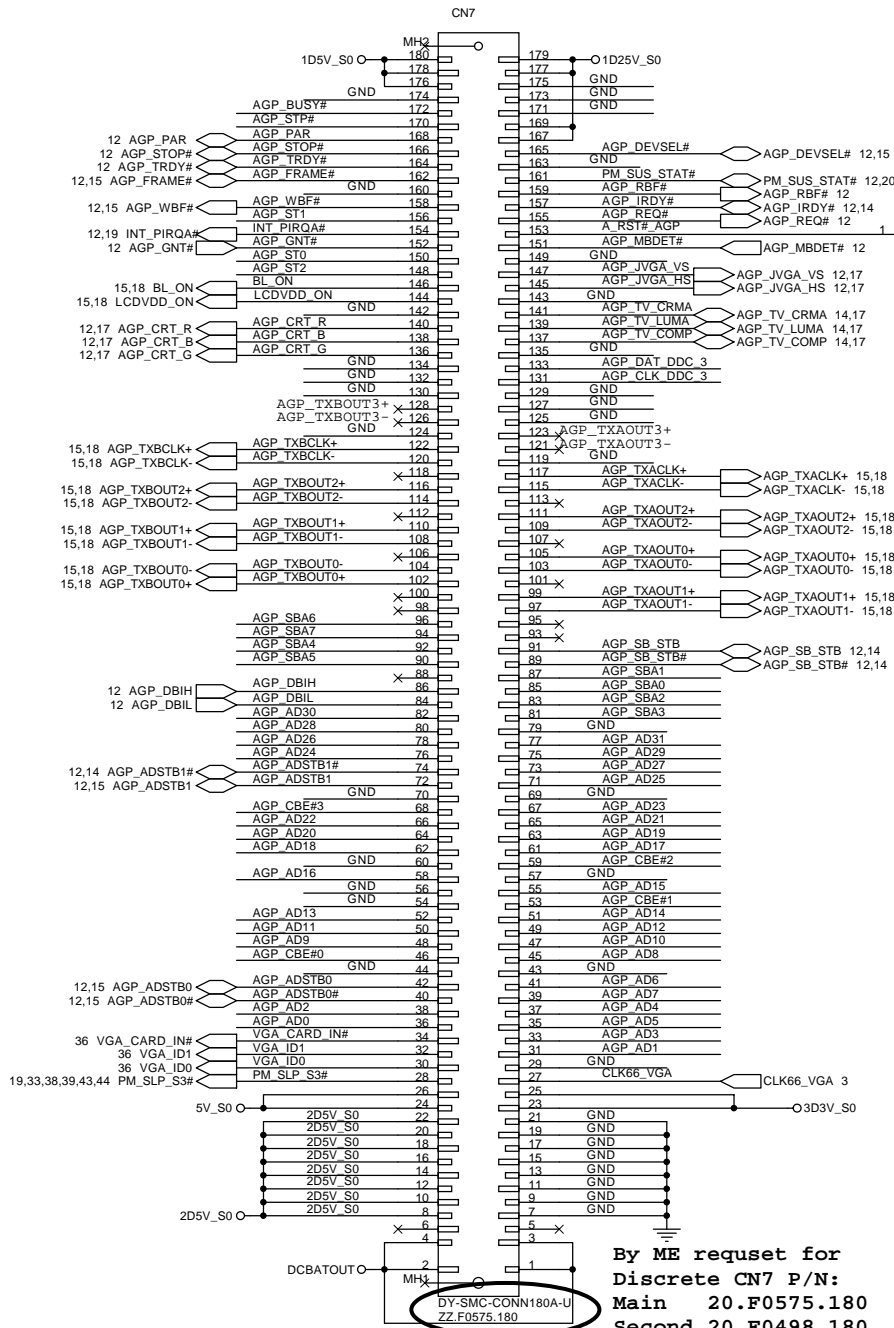 CN7
MH2
1D5V_S0 180
178
176
GND 174
AGP_BUSY# 172
AGP_STP# 170
12 AGP_PAR AGP_PAR 168
12 AGP_STOP# AGP_STOP# 166
12 AGP_TRDY# AGP_TRDY# 164
12,15 AGP_FRAME# AGP_FRAME# 162
GND 160
12,15 AGP_WBF# AGP_WBF# 158
AGP_ST1 156
12,19 INT_PIRQA# INT_PIRQA# 154
12 AGP_GNT# AGP_GNT# 152
AGP_ST0 150
AGP_ST2 148
15,18 BL_ON BL_ON 146
15,18 LCDVDD_ON LCDVDD_ON 144
GND 142
12,17 AGP_CRT_R AGP_CRT_R 140
12,17 AGP_CRT_B AGP_CRT_B 138
12,17 AGP_CRT_G AGP_CRT_G 136
GND 134
GND 132
GND 130
AGP_TXBOUT3+ 128
AGP_TXBOUT3- 126
GND 124
15,18 AGP_TXBCLK+ AGP_TXBCLK+ 122
15,18 AGP_TXBCLK- AGP_TXBCLK- 120
118
15,18 AGP_TXBOUT2+ AGP_TXBOUT2+ 116
15,18 AGP_TXBOUT2- AGP_TXBOUT2- 114
112
15,18 AGP_TXBOUT1+ AGP_TXBOUT1+ 110
15,18 AGP_TXBOUT1- AGP_TXBOUT1- 108
106
15,18 AGP_TXBOUT0- AGP_TXBOUT0- 104
15,18 AGP_TXBOUT0+ AGP_TXBOUT0+ 102
100
98
AGP_SBA6 96
AGP_SBA7 94
AGP_SBA4 92
AGP_SBA5 90
88
12 AGP_DBIH AGP_DBIH 86
12 AGP_DBIL AGP_DBIL 84
AGP_AD30 82
AGP_AD28 80
AGP_AD26 78
AGP_AD24 76
12,14 AGP_ADSTB1# AGP_ADSTB1# 74
12,15 AGP_ADSTB1 AGP_ADSTB1 72
GND 70
AGP_CBE#3 68
AGP_AD22 66
AGP_AD20 64
AGP_AD18 62
GND 60
AGP_AD16 58
GND 56
GND 54
AGP_AD13 52
AGP_AD11 50
AGP_AD9 48
AGP_CBE#0 46
GND 44
12,15 AGP_ADSTB0 AGP_ADSTB0 42
12,15 AGP_ADSTB0# AGP_ADSTB0# 40
AGP_AD2 38
AGP_AD0 36
36 VGA_CARD_IN# VGA_CARD_IN# 34
36 VGA_ID1 VGA_ID1 32
36 VGA_ID0 VGA_ID0 30
19,33,38,39,43,44 PM_SLP_S3# PM_SLP_S3# 28
26
5V_S0 24
2D5V_S0 22
2D5V_S0 20
2D5V_S0 18
2D5V_S0 16
2D5V_S0 14
2D5V_S0 12
2D5V_S0 10
2D5V_S0 2D5V_S0 8
6
4
DCBATOUT 2
MH1
179 1D25V_S0
177
175 GND
173 GND
171 GND
169
167
165 AGP_DEVSEL# AGP_DEVSEL# 12,15
163 GND
161 PM_SUS_STAT# PM_SUS_STAT# 12,20
159 AGP_RBF# AGP_RBF# 12
157 AGP_IRDY# AGP_IRDY# 12,14
155 AGP_REQ# AGP_REQ# 12
153 A_RST#_AGP 1
151 AGP_MBDET# AGP_MBDET# 12
149 GND
147 AGP_JVGA_VS AGP_JVGA_VS 12,17
145 AGP_JVGA_HS AGP_JVGA_HS 12,17
143 GND
141 AGP_TV_CRMA AGP_TV_CRMA 14,17
139 AGP_TV_LUMA AGP_TV_LUMA 14,17
137 AGP_TV_COMP AGP_TV_COMP 14,17
135 GND
133 AGP_DAT_DDC_3
131 AGP_CLK_DDC_3
129 GND
127 GND
125 GND
123 AGP_TXAOUT3+
121 AGP_TXAOUT3-
119 GND
117 AGP_TXACLK+ AGP_TXACLK+ 15,18
115 AGP_TXACLK- AGP_TXACLK- 15,18
113
111 AGP_TXAOUT2+ AGP_TXAOUT2+ 15,18
109 AGP_TXAOUT2- AGP_TXAOUT2- 15,18
107
105 AGP_TXAOUT0+ AGP_TXAOUT0+ 15,18
103 AGP_TXAOUT0- AGP_TXAOUT0- 15,18
101
99 AGP_TXAOUT1+ AGP_TXAOUT1+ 15,18
97 AGP_TXAOUT1- AGP_TXAOUT1- 15,18
95
93
91 AGP_SB_STB AGP_SB_STB 12,14
89 AGP_SB_STB# AGP_SB_STB# 12,14
87 AGP_SBA1
85 AGP_SBA0
83 AGP_SBA2
81 AGP_SBA3
79 GND
77 AGP_AD31
75 AGP_AD29
73 AGP_AD27
71 AGP_AD25
69 GND
67 AGP_AD23
65 AGP_AD21
63 AGP_AD19
61 AGP_AD17
59 AGP_CBE#2
57 GND
55 AGP_AD15
53 AGP_CBE#1
51 AGP_AD14
49 AGP_AD12
47 AGP_AD10
45 AGP_AD8
43 GND
41 AGP_AD6
39 AGP_AD7
37 AGP_AD4
35 AGP_AD5
33 AGP_AD3
31 AGP_AD1
29 GND
27 CLK66_VGA CLK66_VGA 3
25
23 3D3V_S0
21 GND
19 GND
17 GND
15 GND
13 GND
11 GND
9 GND
7 GND
5
3
1
DY-SMC-CONN180A-U
ZZ.F0575.180
By ME requset for
Discrete CN7 P/N:
Main 20.F0575.180
Second 20.F0498.180